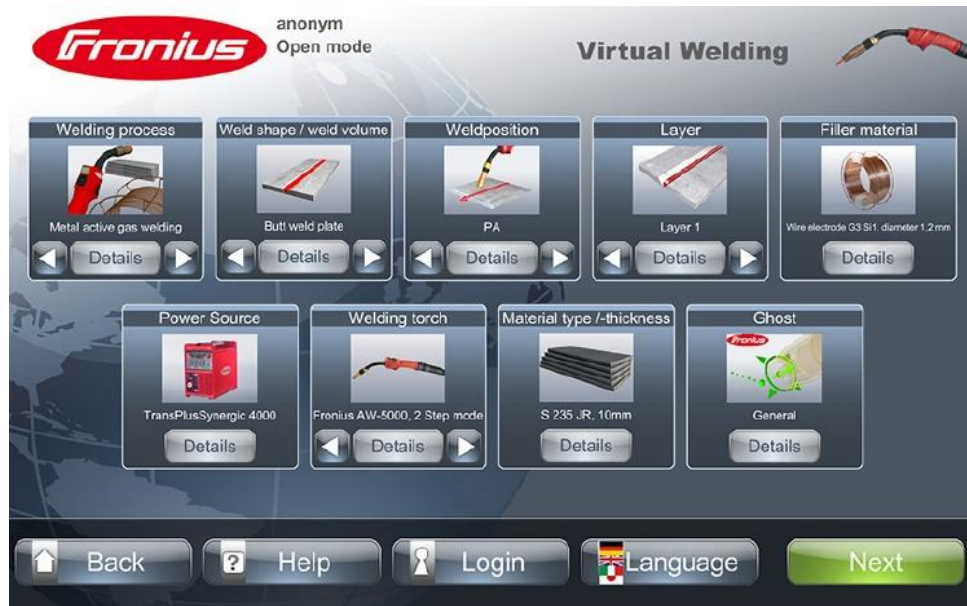 Fronius
anonym
Open mode
Virtual Welding
Welding process
Metal active gas welding
Details
Weld shape / weld volume
Butt weld plate
Details
Weldposition
PA
Details
Layer
Layer 1
Details
Filler material
Wire electrode G3 Si1, diameter 1,2 mm
Details
Power Source
TransPlusSynergic 4000
Details
Welding torch
Fronius AW-5000, 2 Step mode
Details
Material type /-thickness
S 235 JR, 10mm
Details
Ghost
Fronius
General
Details
Back
? Help
Login
Language
Next